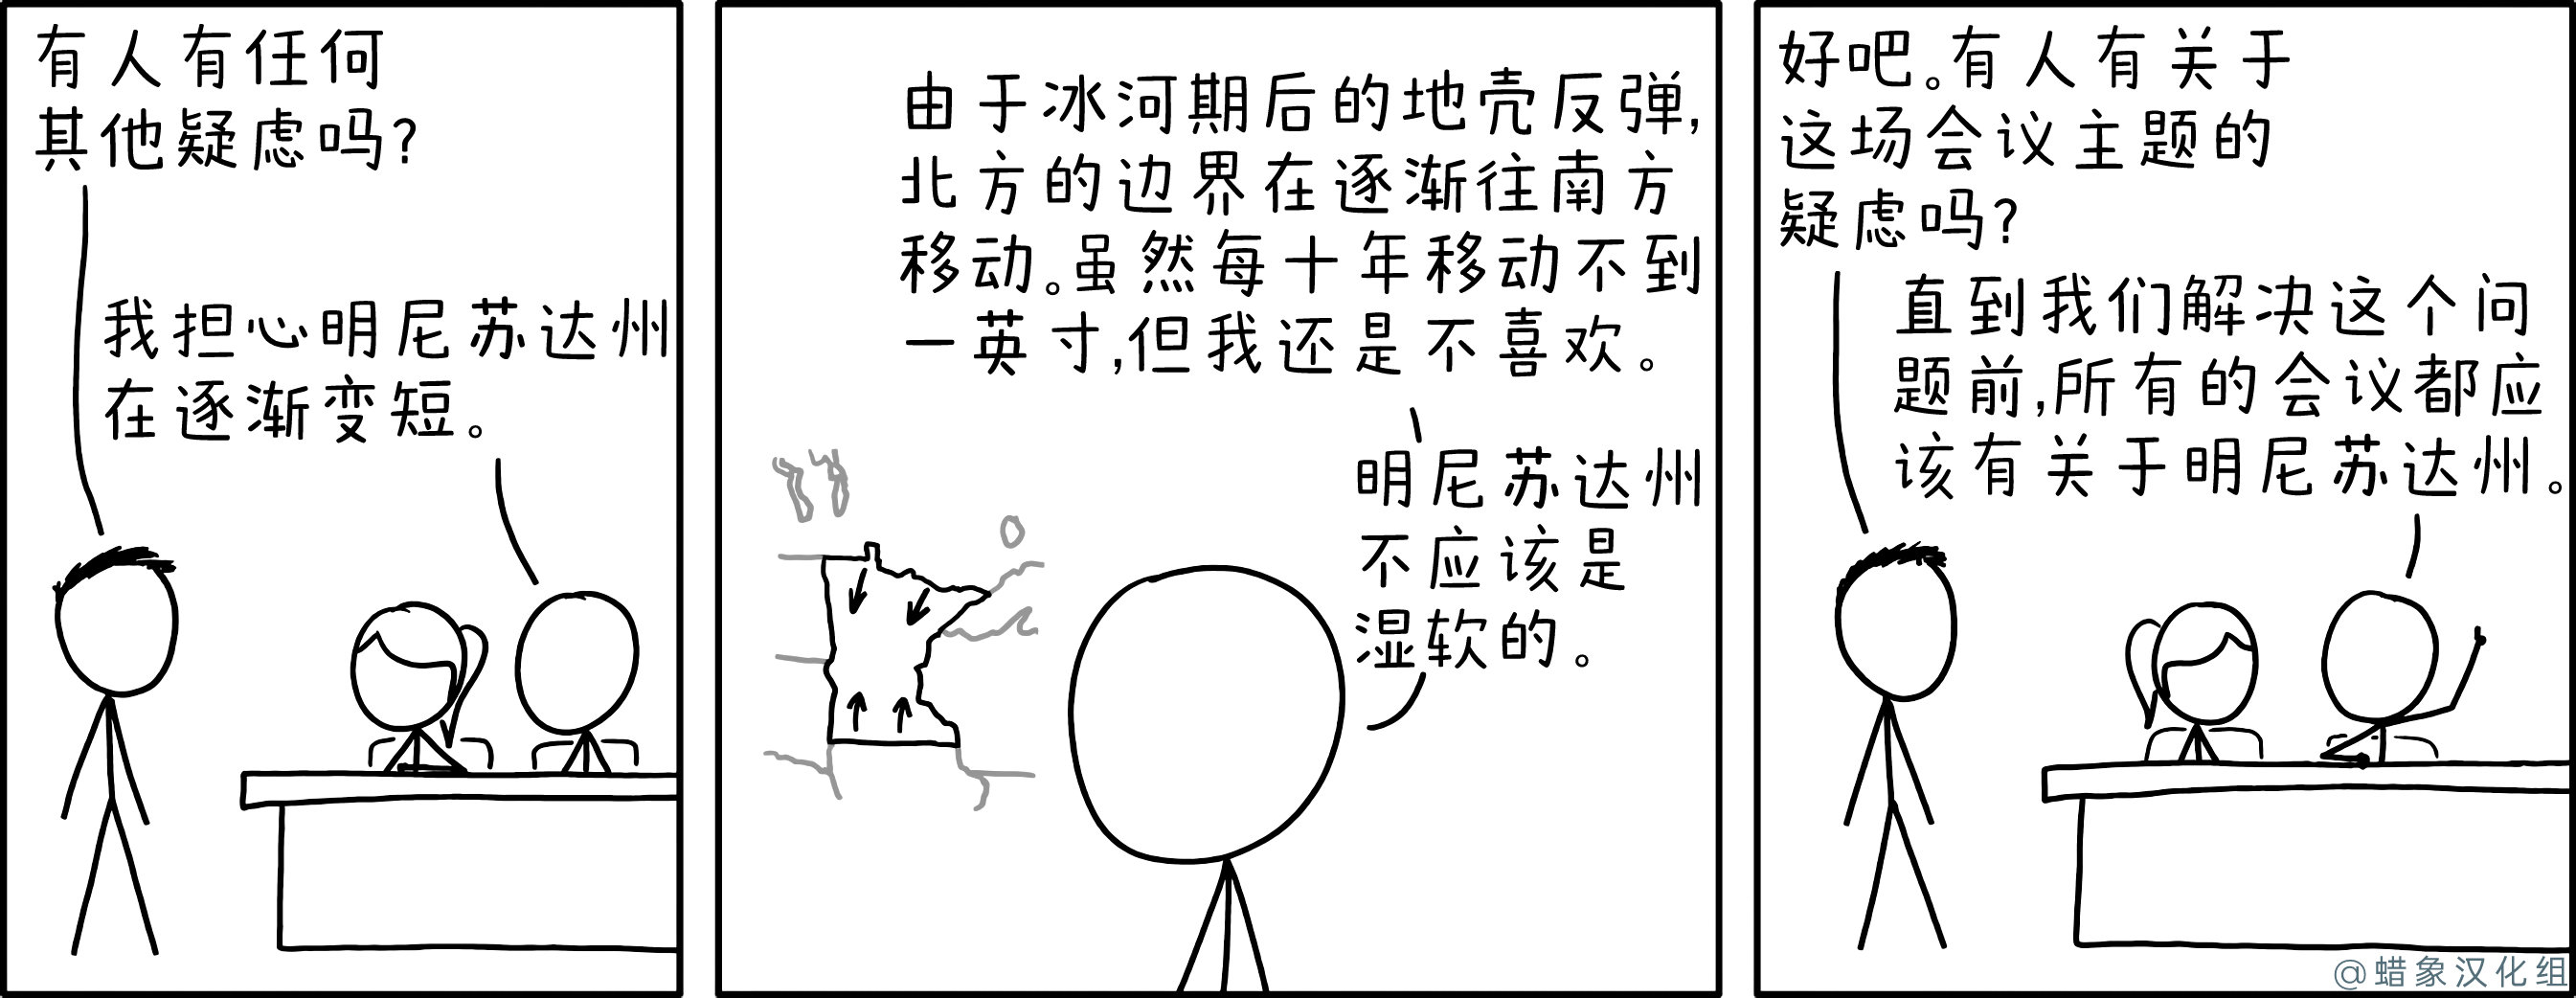 有人有任何
其他疑虑吗?
我担心明尼苏达州
在逐渐变短。
由于冰河期后的地壳反弹,
北方的边界在逐渐往南方
移动。虽然每十年移动不到
一英寸,但我还是不喜欢。
明尼苏达州
不应该是
湿软的。
好吧。有人有关于
这场会议主题的
疑虑吗?
直到我们解决这个问
题前,所有的会议都应
该有关于明尼苏达州。
@蜡象汉化组